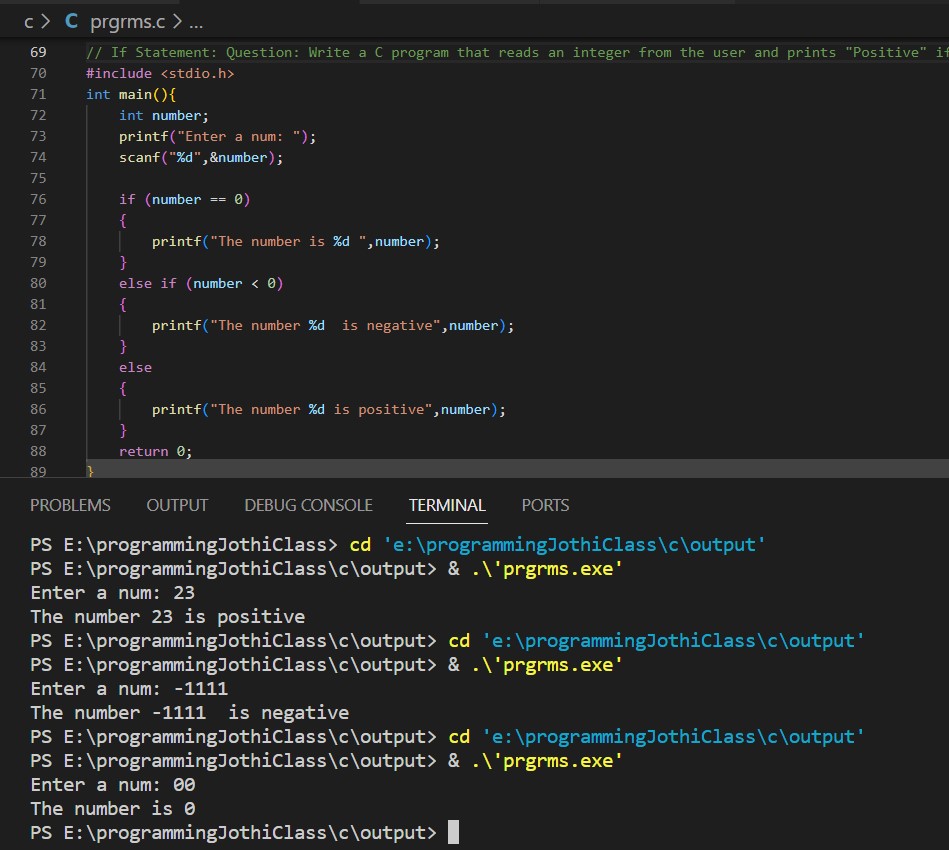 c > C prgrms.c > ...
69 // If Statement: Question: Write a C program that reads an integer from the user and prints "Positive" if
70 #include <stdio.h>
71 int main(){
72     int number;
73     printf("Enter a num: ");
74     scanf("%d",&number);
75
76     if (number == 0)
77     {
78         printf("The number is %d ",number);
79     }
80     else if (number < 0)
81     {
82         printf("The number %d  is negative",number);
83     }
84     else
85     {
86         printf("The number %d is positive",number);
87     }
88     return 0;
89 }
PROBLEMS OUTPUT DEBUG CONSOLE TERMINAL PORTS
PS E:\programmingJothiClass> cd 'e:\programmingJothiClass\c\output'
PS E:\programmingJothiClass\c\output> & .\'prgrms.exe'
Enter a num: 23
The number 23 is positive
PS E:\programmingJothiClass\c\output> cd 'e:\programmingJothiClass\c\output'
PS E:\programmingJothiClass\c\output> & .\'prgrms.exe'
Enter a num: -1111
The number -1111  is negative
PS E:\programmingJothiClass\c\output> cd 'e:\programmingJothiClass\c\output'
PS E:\programmingJothiClass\c\output> & .\'prgrms.exe'
Enter a num: 00
The number is 0
PS E:\programmingJothiClass\c\output>